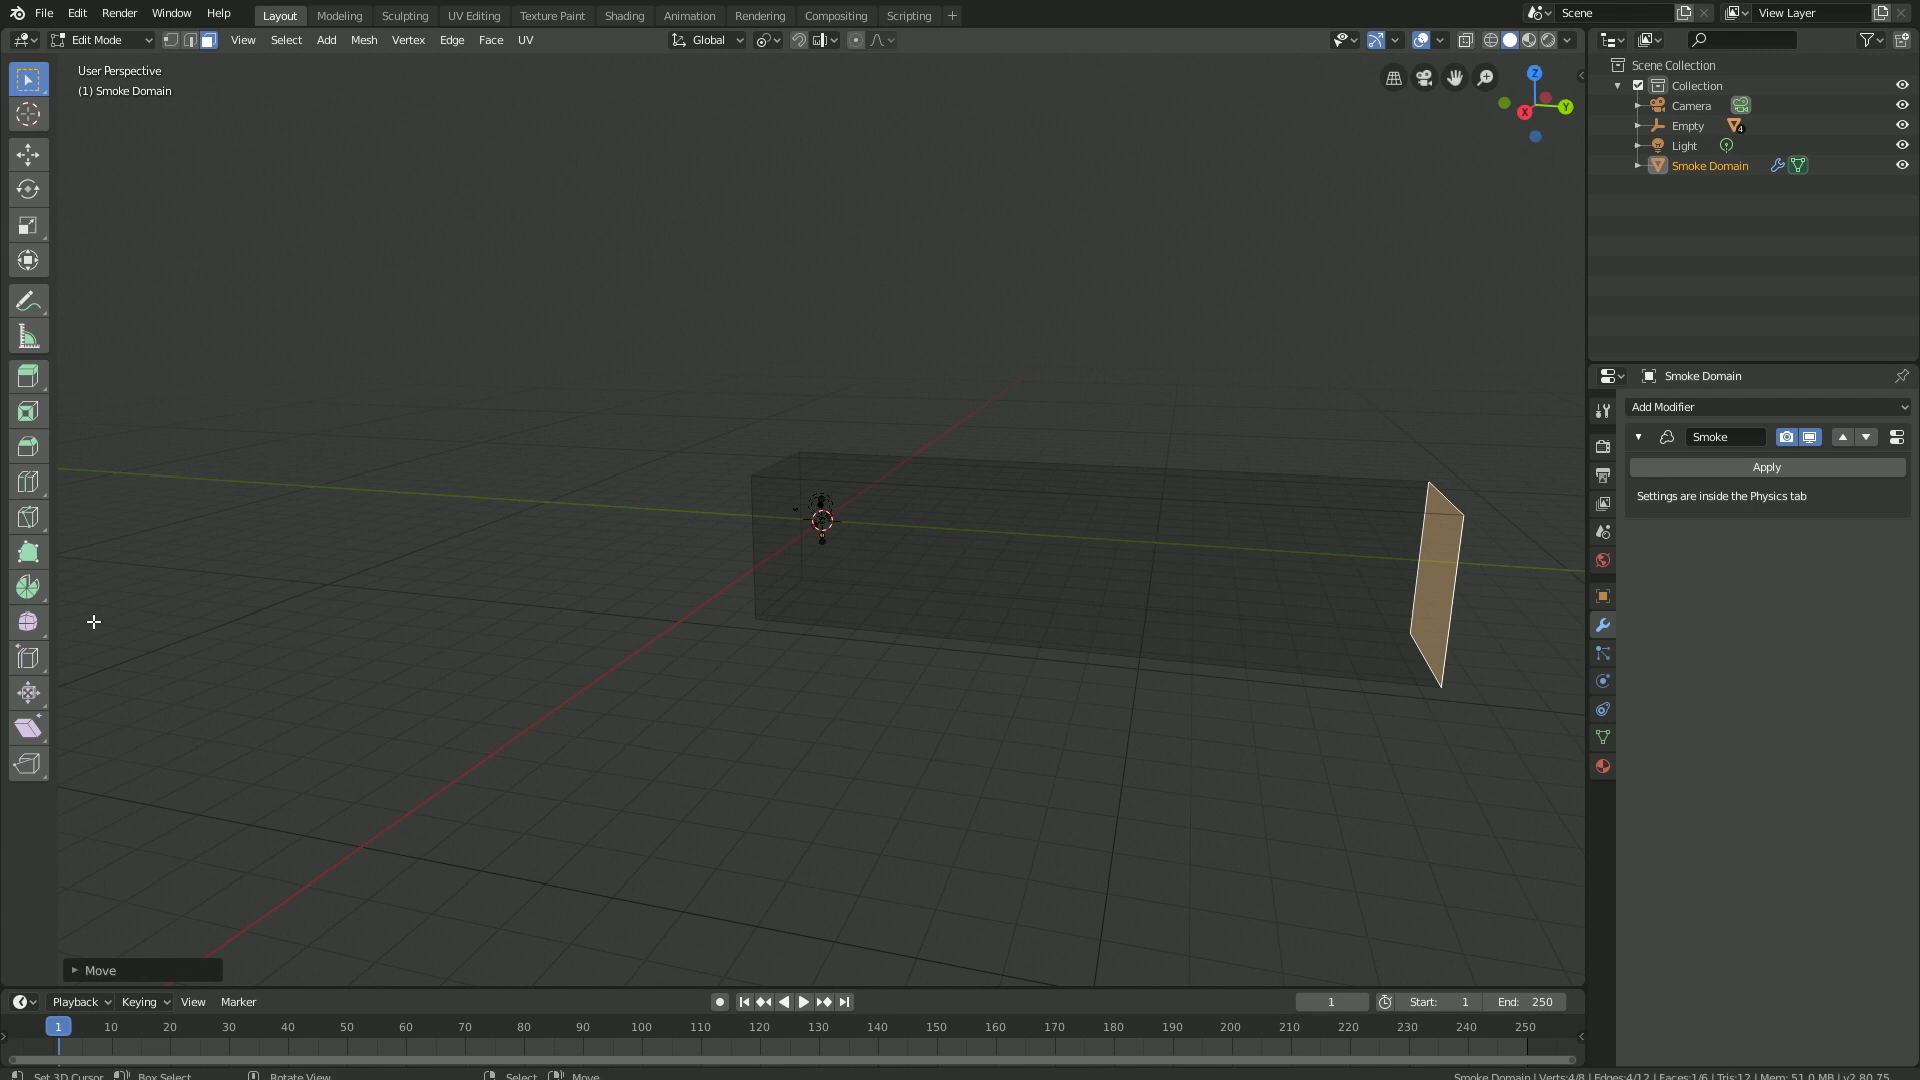 File Edit Render Window Help
Layout Modeling Sculpting UV Editing Texture Paint Shading Animation Rendering Compositing Scripting +
Scene
View Layer
Edit Mode
View Select Add Mesh Vertex Edge Face UV
Global
User Perspective
(1) Smoke Domain
Z
Y
X
Scene Collection
Collection
Camera
Empty
4
Light
Smoke Domain
Smoke Domain
Add Modifier
Smoke
Apply
Settings are inside the Physics tab
Move
Playback Keying View Marker
1
Start: 1
End: 250
1 10 20 30 40 50 60 70 80 90 100 110 120 130 140 150 160 170 180 190 200 210 220 230 240 250
Set 3D Cursor
Box Select
Rotate View
Select
Move
Smoke Domain | Verts:4/8 | Edges:4/12 | Faces:1/6 | Tris:12 | Mem: 51.0 MB | v2.80.75